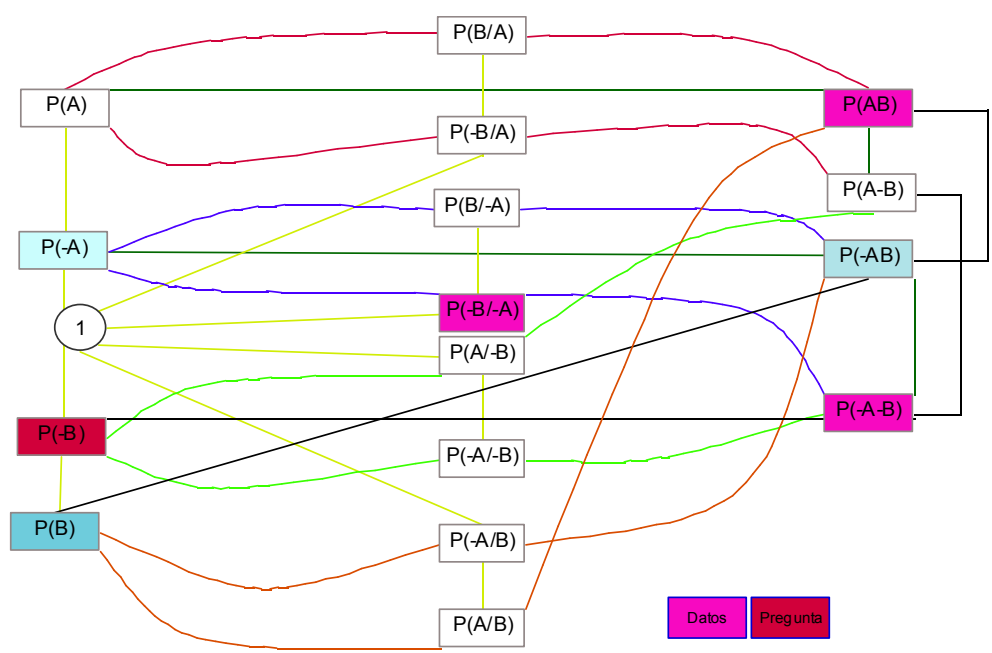 P(B/A)
P(A)
P(AB)
P(-B/A)
P(A-B)
P(B/-A)
P(-A)
P(-AB)
P(-B/-A)
1
P(A/-B)
P(-A-B)
P(-B)
P(-A/-B)
P(B)
P(-A/B)
P(A/B)
Datos
Pregunta